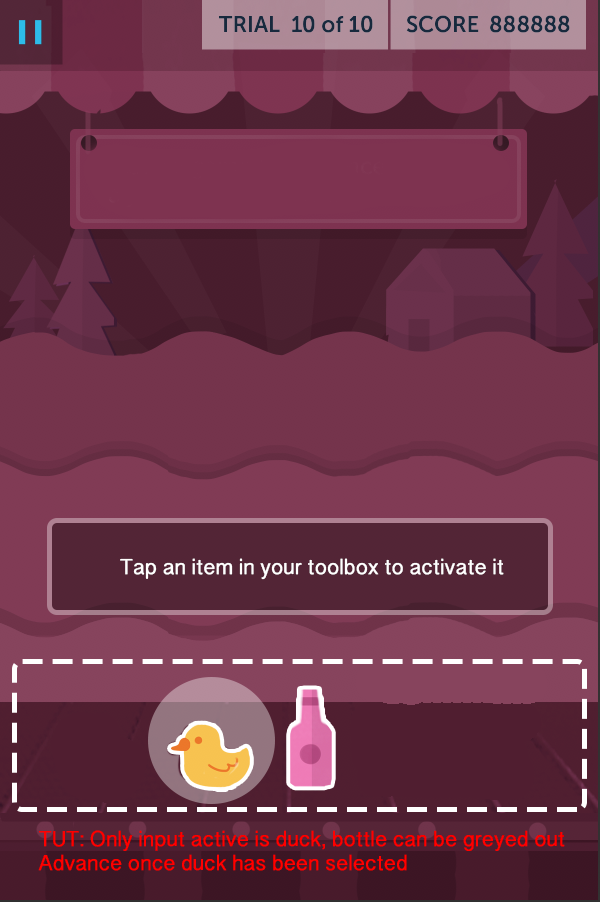 TRIAL 10 of 10 SCORE 888888
Tap an item in your toolbox to activate it
TUT: Only input active is duck, bottle can be greyed out
Advance once duck has been selected